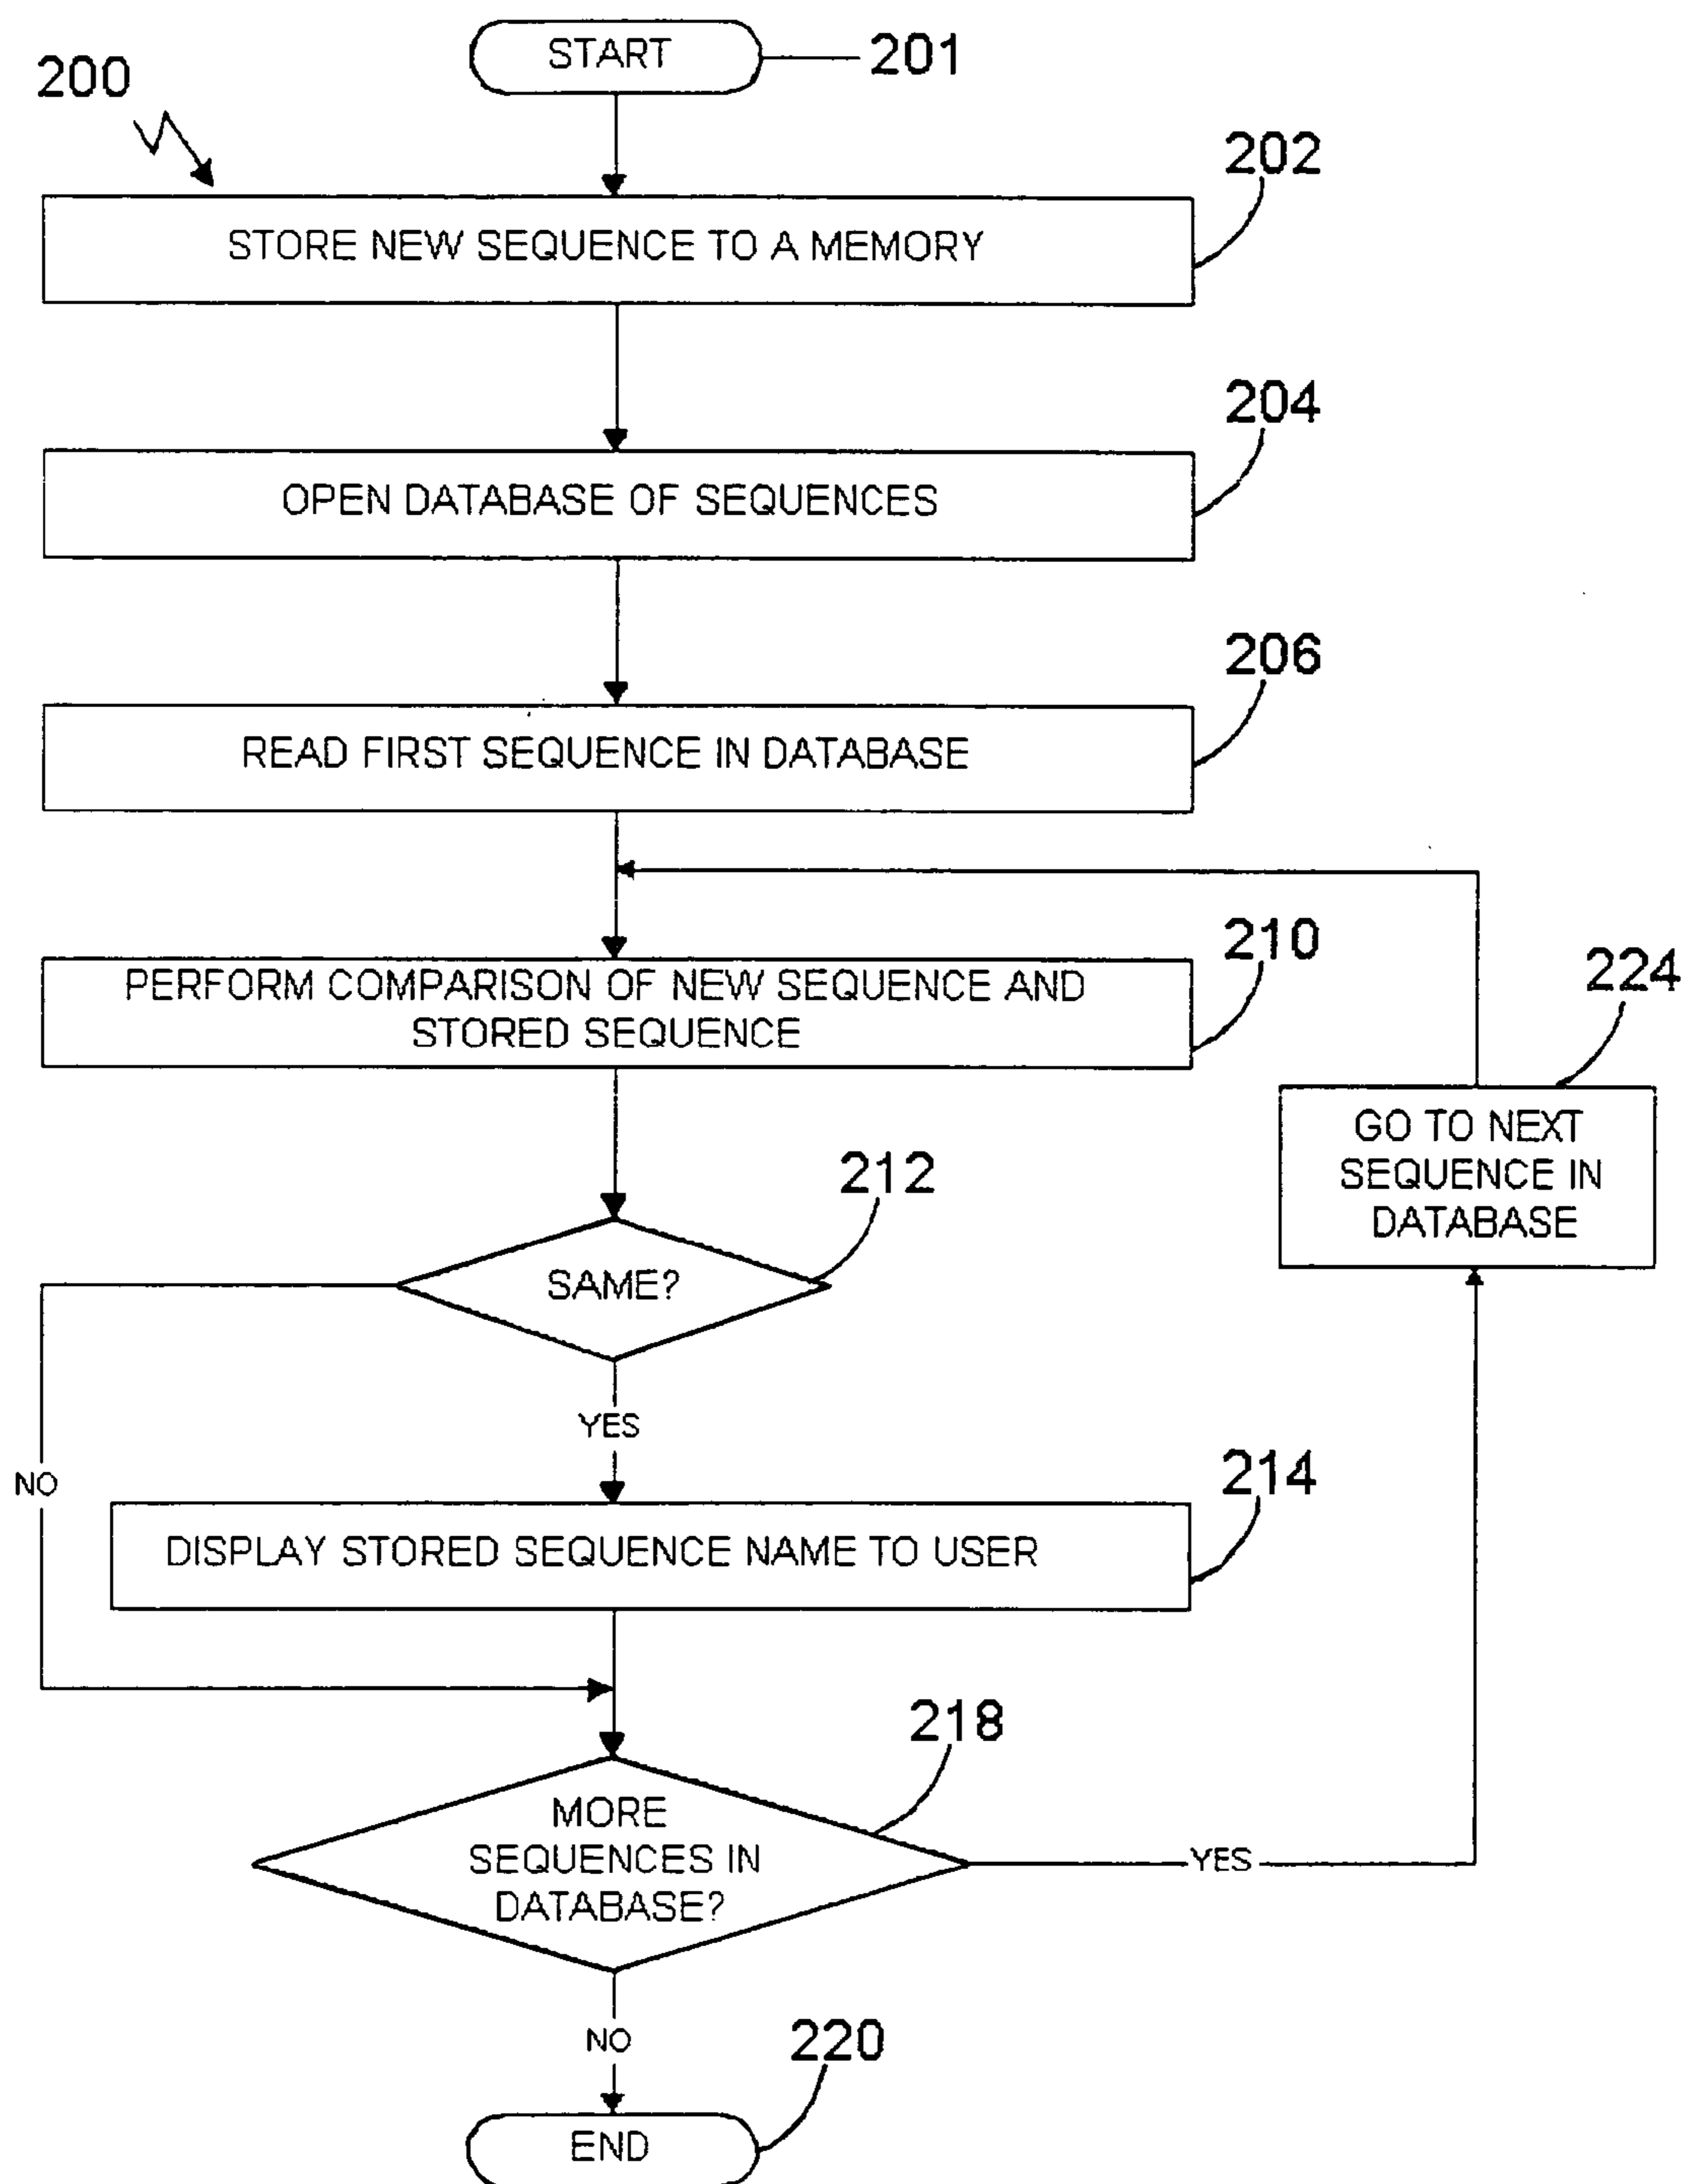 START
201
200
202
STORE NEW SEQUENCE TO A MEMORY
204
OPEN DATABASE OF SEQUENCES
206
READ FIRST SEQUENCE IN DATABASE
210
PERFORM COMPARISON OF NEW SEQUENCE AND
STORED SEQUENCE
224
GO TO NEXT
SEQUENCE IN
DATABASE
212
SAME?
YES
NO
214
DISPLAY STORED SEQUENCE NAME TO USER
218
MORE
SEQUENCES IN
DATABASE?
YES
NO
220
END